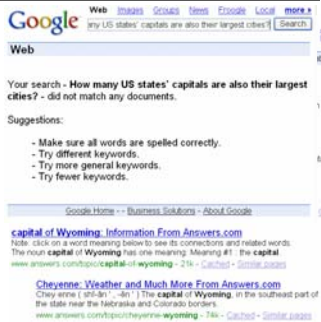 Google
Web Images Groups News Froogle Local more »
ny US states' capitals are also their largest cities? Search
Web
Your search - How many US states' capitals are also their largest
cities? - did not match any documents.
Suggestions:
- Make sure all words are spelled correctly.
- Try different keywords.
- Try more general keywords.
- Try fewer keywords.
Google Home - - Business Solutions - About Google
capital of Wyoming: Information From Answers.com
Note: click on a word meaning below to see its connections and related words.
The noun capital of Wyoming has one meaning: Meaning #1 : the capital
www.answers.com/topic/capital-of-wyoming - 21k - Cached - Similar pages
Cheyenne: Weather and Much More From Answers.com
Chey·enne ( shī-ăn ' , -ĕn ' ) The capital of Wyoming, in the southeast part of
the state near the Nebraska and Colorado borders.
www.answers.com/topic/cheyenne-wyoming - 74k - Cached - Similar pages